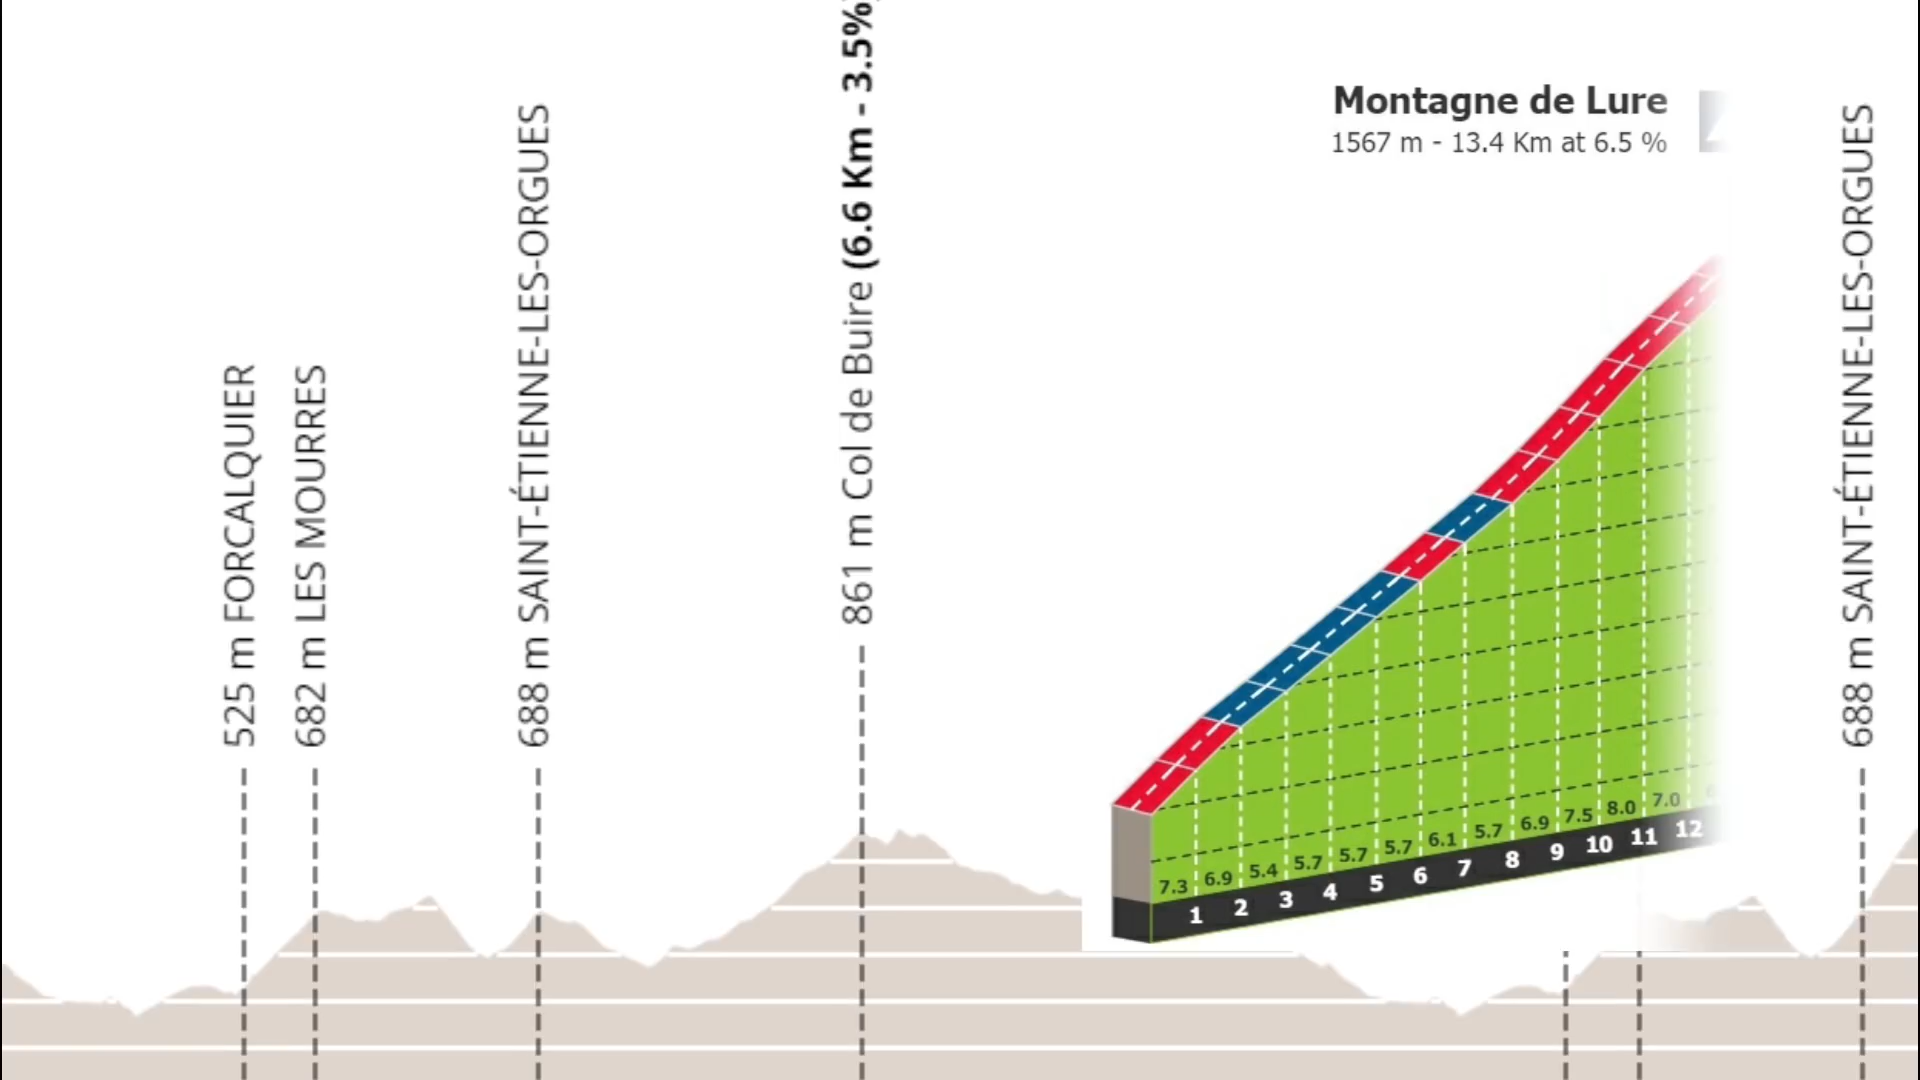 525 m FORCALQUIER
682 m LES MOURRES
688 m SAINT-ÉTIENNE-LES-ORGUES
861 m Col de Buire (6.6 Km - 3.5%
Montagne de Lure
1567 m - 13.4 Km at 6.5 %
7.3 6.9 5.4 5.7 5.7 5.7 6.1 5.7 6.9 7.5 8.0 7.0
1 2 3 4 5 6 7 8 9 10 11 12
688 m SAINT-ÉTIENNE-LES-ORGUES